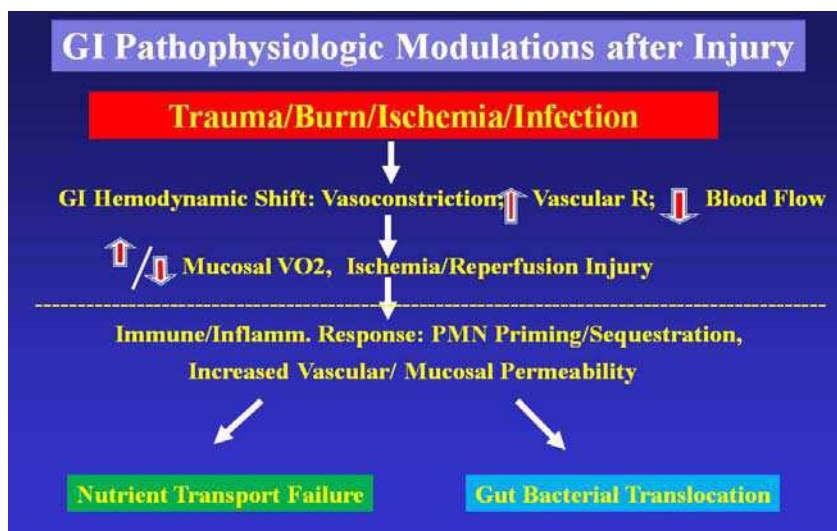 GI Pathophysiologic Modulations after Injury
Trauma/Burn/Ischemia/Infection
GI Hemodynamic Shift: Vasoconstriction; Vascular R; Blood Flow
/ Mucosal VO2, Ischemia/Reperfusion Injury
Immune/Inflamm. Response: PMN Priming/Sequestration,
Increased Vascular/ Mucosal Permeability
Nutrient Transport Failure
Gut Bacterial Translocation